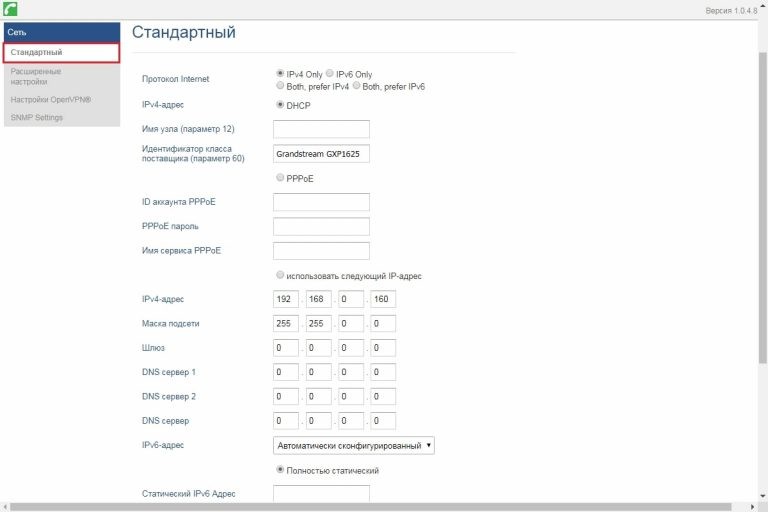 Версия 1.0.4.8
Сеть
Стандартный
Расширенные
настройки
Настройки OpenVPN®
SNMP Settings
Стандартный
Протокол Internet
IPv4 Only IPv6 Only
Both, prefer IPv4 Both, prefer IPv6
IPv4-адрес DHCP
Имя узла (параметр 12)
Идентификатор класса
поставщика (параметр 60) Grandstream GXP1625
PPPoE
ID аккаунта PPPoE
PPPoE пароль
Имя сервиса PPPoE
использовать следующий IP-адрес
IPv4-адрес 192 . 168 . 0 . 160
Маска подсети 255 . 255 . 0 . 0
Шлюз 0 . 0 . 0 . 0
DNS сервер 1 0 . 0 . 0 . 0
DNS сервер 2 0 . 0 . 0 . 0
DNS сервер 0 . 0 . 0 . 0
IPv6-адрес Автоматически сконфигурированный
Полностью статический
Статический IPv6 Адрес